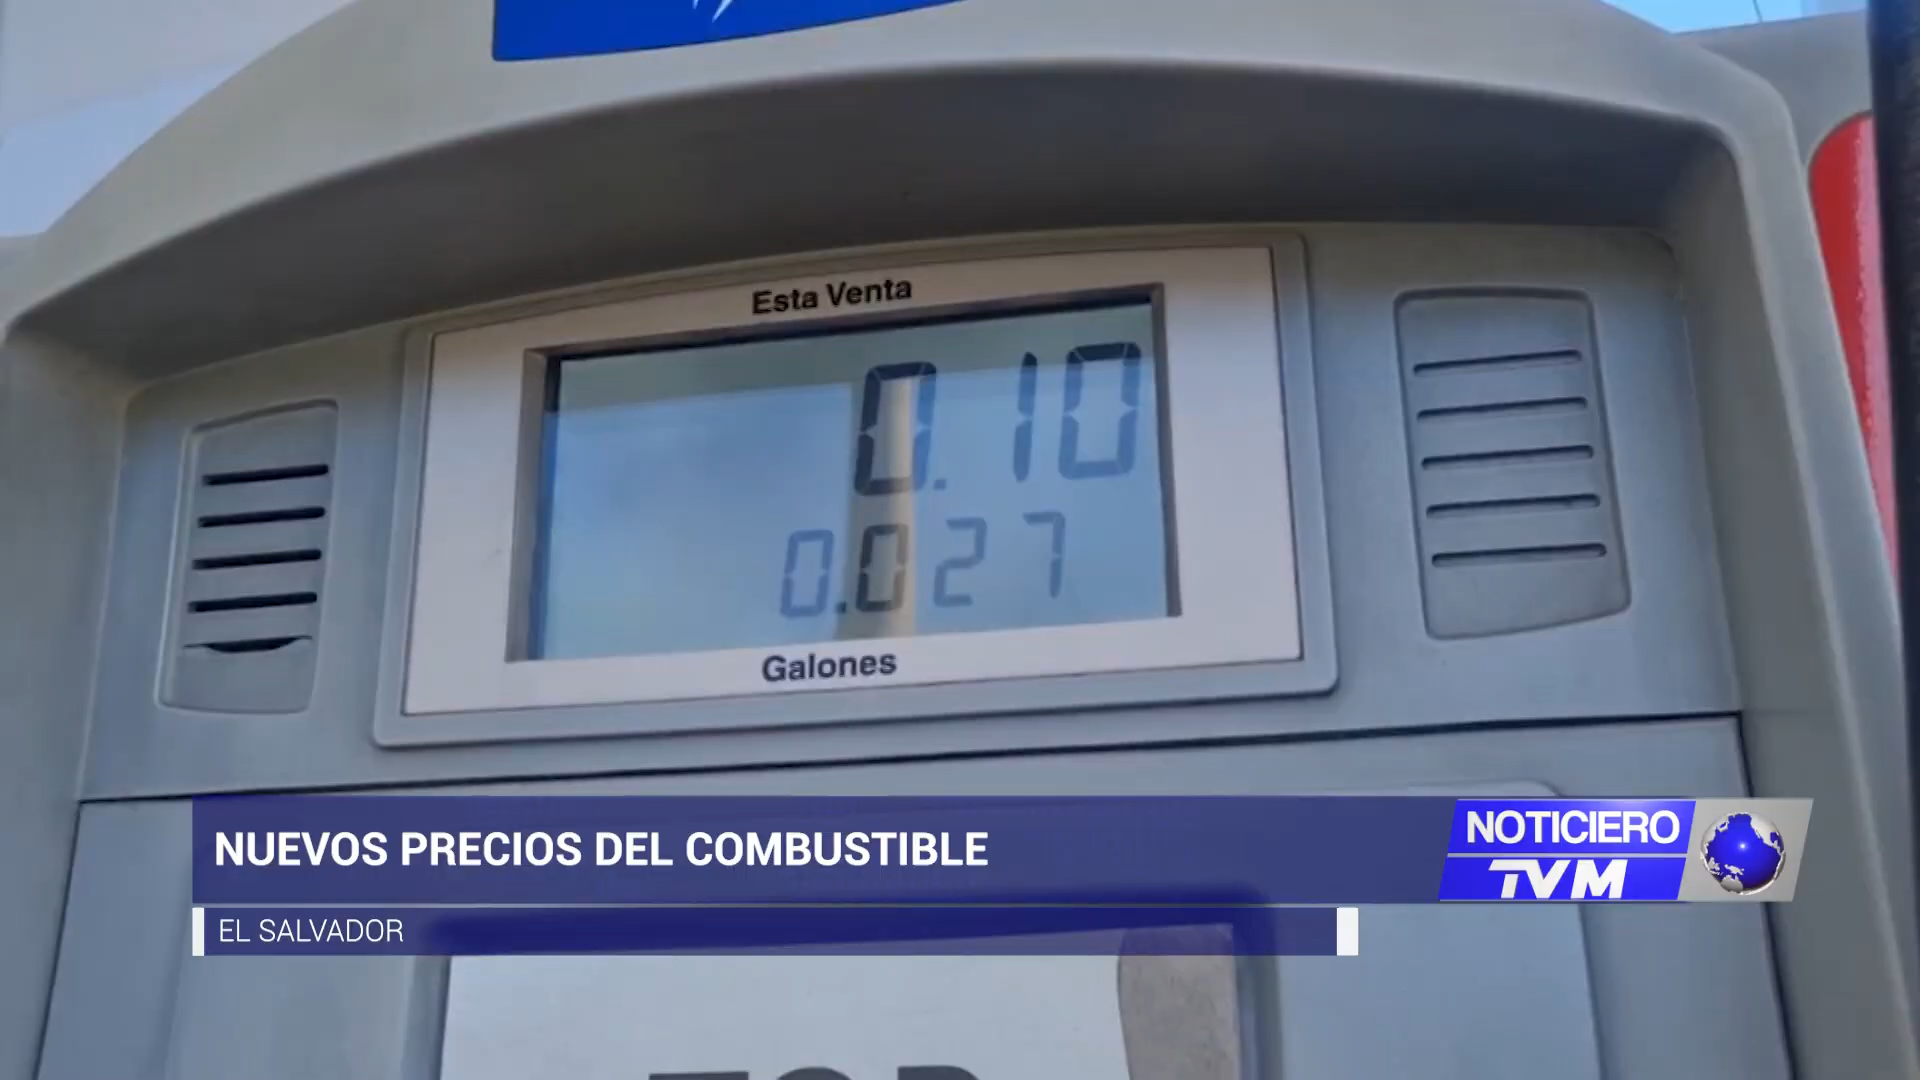 Esta Venta
0.10
0.027
Galones
NUEVOS PRECIOS DEL COMBUSTIBLE
EL SALVADOR
NOTICIERO
TVM